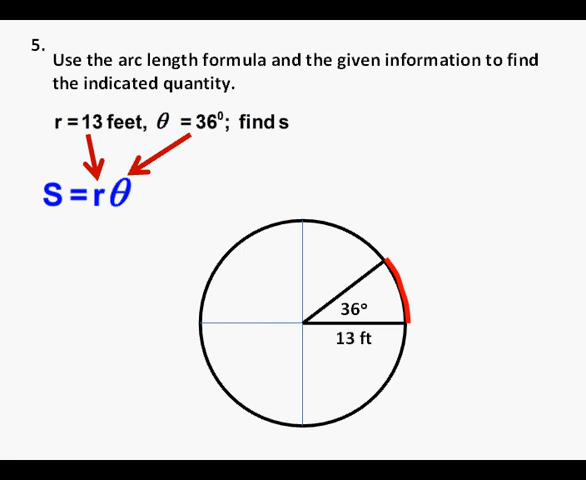 5.
Use the arc length formula and the given information to find
the indicated quantity.
r = 13 feet, θ = 36⁰; find s
S = rθ
36°
13 ft